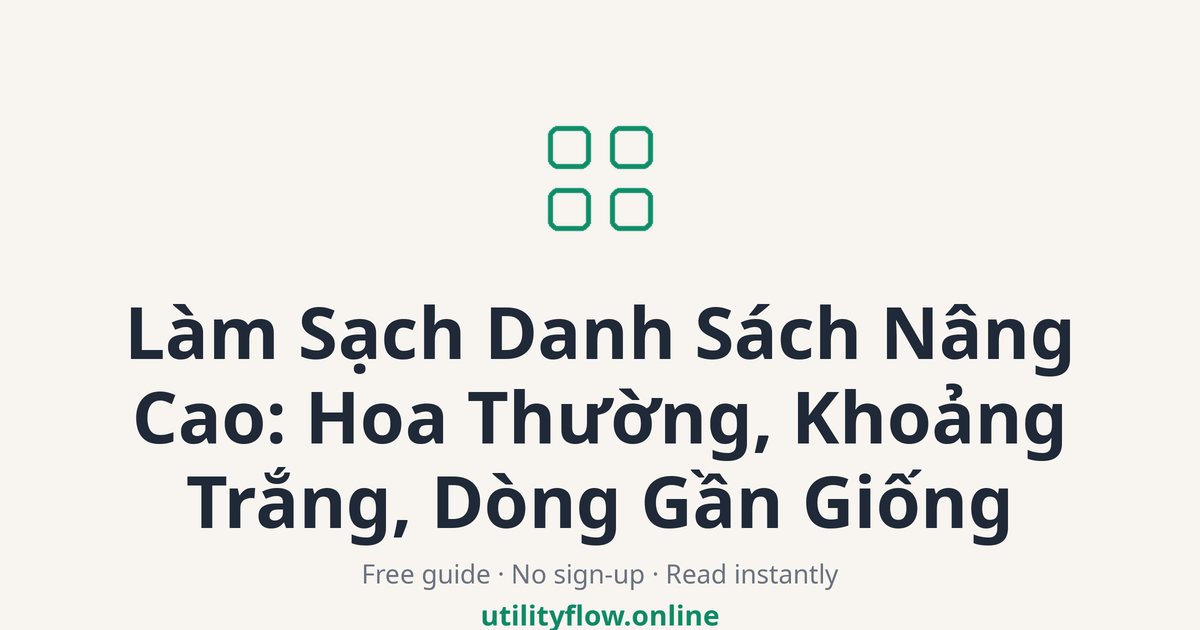 Làm Sạch Danh Sách Nâng
Cao: Hoa Thường, Khoảng
Trắng, Dòng Gần Giống
Free guide · No sign-up · Read instantly
utilityflow.online